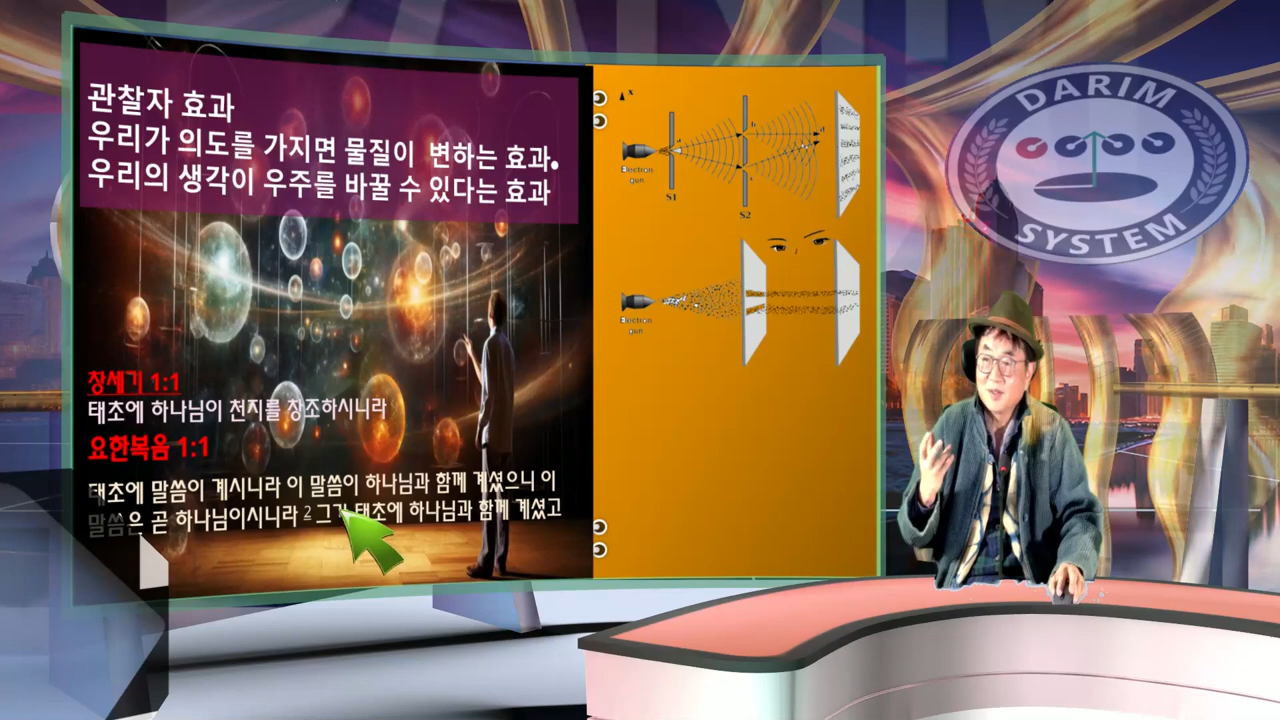 관찰자 효과
우리가 의도를 가지면 물질이 변하는 효과.
우리의 생각이 우주를 바꿀 수 있다는 효과
창세기 1:1
태초에 하나님이 천지를 창조하시니라
요한복음 1:1
태초에 말씀이 계시니라 이 말씀이 하나님과 함께 계셨으니 이
말씀은 곧 하나님이시니라 2 그가 태초에 하나님과 함께 계셨고
x
Electron
gun
S1
S2
a
b
c
d
Electron
gun
DARIM
SYSTEM